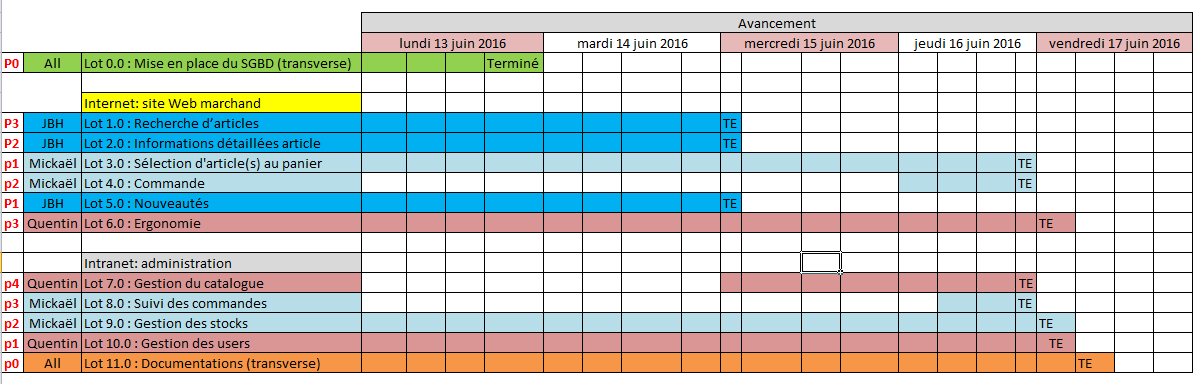 Avancement
lundi 13 juin 2016 mardi 14 juin 2016 mercredi 15 juin 2016 jeudi 16 juin 2016 vendredi 17 juin 2016
P0 All Lot 0.0 : Mise en place du SGBD (transverse) Terminé
Internet: site Web marchand
P3 JBH Lot 1.0 : Recherche d’articles TE
P2 JBH Lot 2.0 : Informations détaillées article TE
p1 Mickaël Lot 3.0 : Sélection d'article(s) au panier TE
p2 Mickaël Lot 4.0 : Commande TE
P1 JBH Lot 5.0 : Nouveautés TE
p3 Quentin Lot 6.0 : Ergonomie TE
Intranet: administration
p4 Quentin Lot 7.0 : Gestion du catalogue TE
p3 Mickaël Lot 8.0 : Suivi des commandes TE
p2 Mickaël Lot 9.0 : Gestion des stocks TE
p1 Quentin Lot 10.0 : Gestion des users TE
p0 All Lot 11.0 : Documentations (transverse) TE